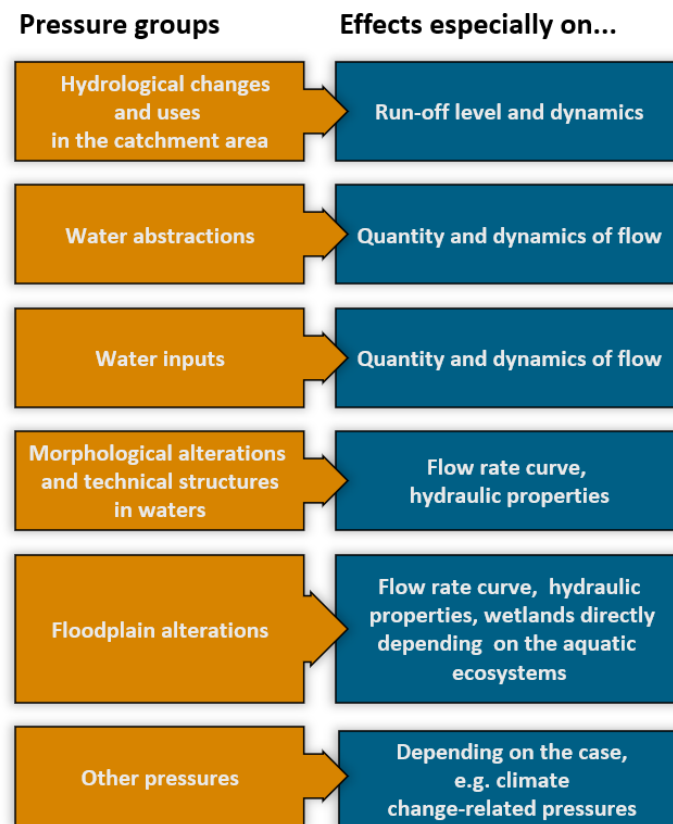 Pressure groups
Effects especially on...
Hydrological changes
and uses
in the catchment area
Run-off level and dynamics
Water abstractions
Quantity and dynamics of flow
Water inputs
Quantity and dynamics of flow
Morphological alterations
and technical structures
in waters
Flow rate curve,
hydraulic properties
Floodplain alterations
Flow rate curve, hydraulic
properties, wetlands directly
depending on the aquatic
ecosystems
Other pressures
Depending on the case,
e.g. climate
change-related pressures